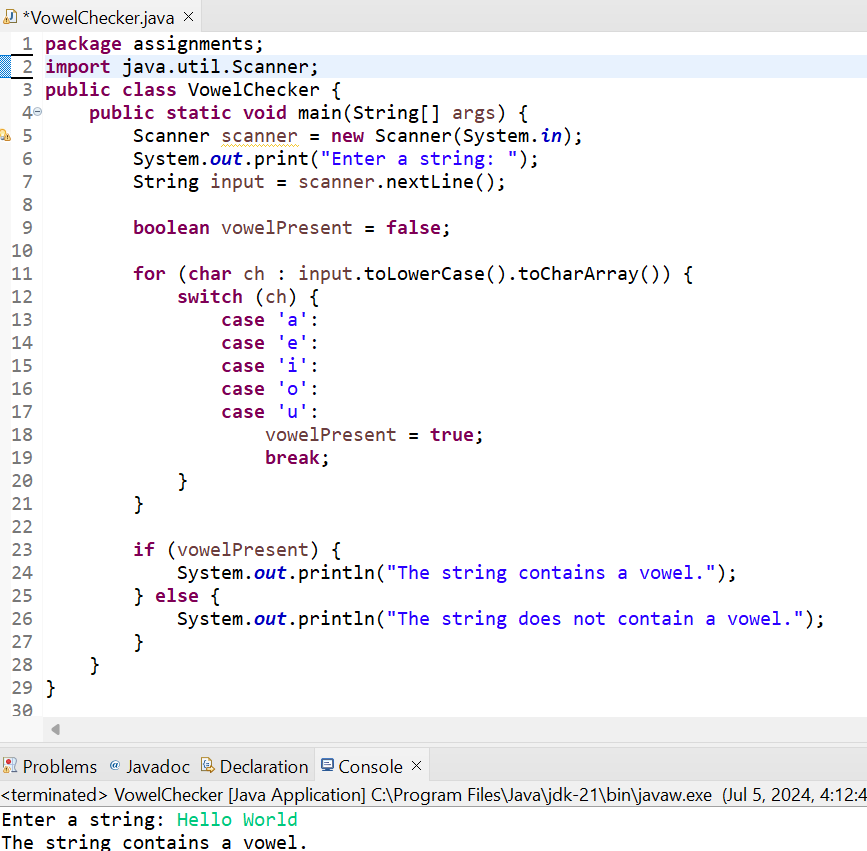 *VowelChecker.java
1 package assignments;
2 import java.util.Scanner;
3 public class VowelChecker {
4     public static void main(String[] args) {
5         Scanner scanner = new Scanner(System.in);
6         System.out.print("Enter a string: ");
7         String input = scanner.nextLine();
8
9         boolean vowelPresent = false;
10
11         for (char ch : input.toLowerCase().toCharArray()) {
12             switch (ch) {
13                 case 'a':
14                 case 'e':
15                 case 'i':
16                 case 'o':
17                 case 'u':
18                     vowelPresent = true;
19                     break;
20             }
21         }
22
23         if (vowelPresent) {
24             System.out.println("The string contains a vowel.");
25         } else {
26             System.out.println("The string does not contain a vowel.");
27         }
28     }
29 }
30
Problems @ Javadoc Declaration Console
<terminated> VowelChecker [Java Application] C:\Program Files\Java\jdk-21\bin\javaw.exe (Jul 5, 2024, 4:12:4
Enter a string: Hello World
The string contains a vowel.